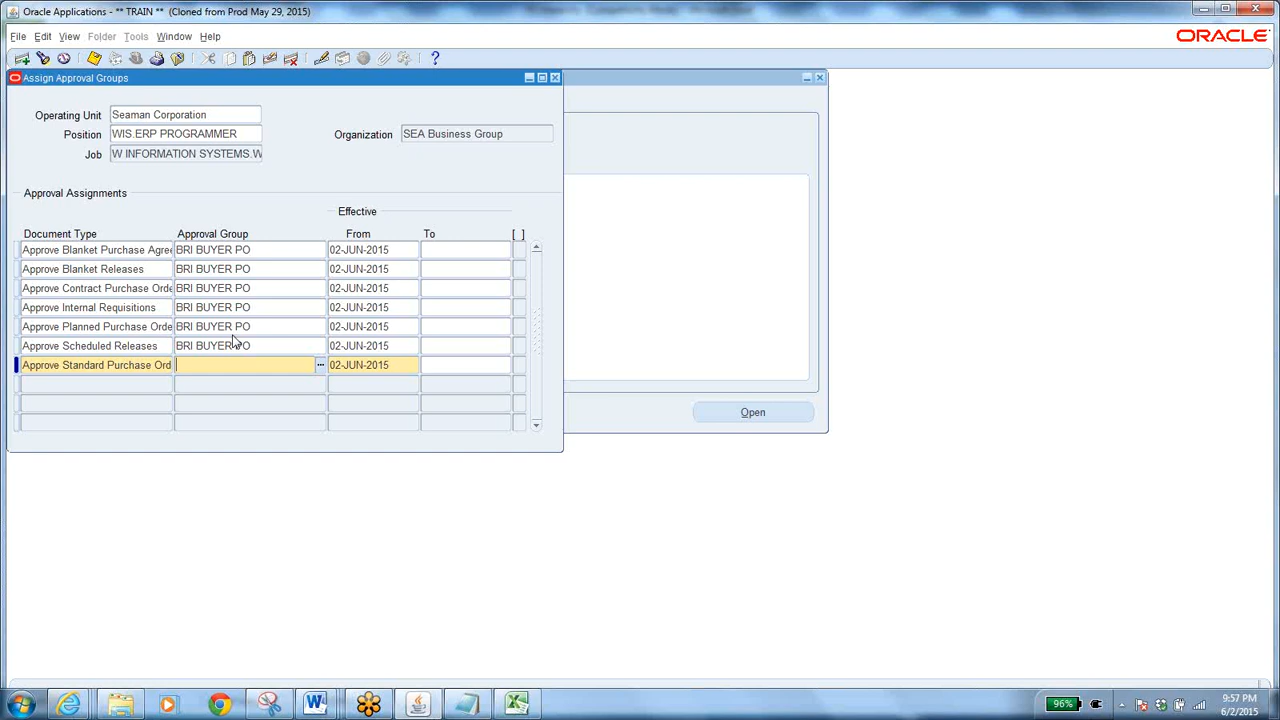 Oracle Applications - ** TRAIN ** (Cloned from Prod May 29, 2015)
File Edit View Folder Tools Window Help
ORACLE
Assign Approval Groups
Operating Unit Seaman Corporation
Position WIS.ERP PROGRAMMER Organization SEA Business Group
Job W INFORMATION SYSTEMS.W
Approval Assignments
Effective
Document Type Approval Group From To [ ]
Approve Blanket Purchase Agree BRI BUYER PO 02-JUN-2015
Approve Blanket Releases BRI BUYER PO 02-JUN-2015
Approve Contract Purchase Orde BRI BUYER PO 02-JUN-2015
Approve Internal Requisitions BRI BUYER PO 02-JUN-2015
Approve Planned Purchase Orde BRI BUYER PO 02-JUN-2015
Approve Scheduled Releases BRI BUYER PO 02-JUN-2015
Approve Standard Purchase Ord 02-JUN-2015
Open
96%
9:57 PM
6/2/2015